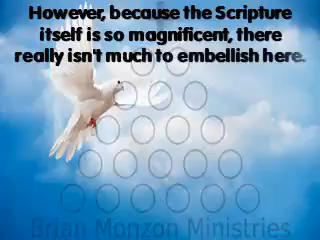 However, because the Scripture
itself is so magnificent, there
really isn't much to embellish here.
Brian Monzon Ministries